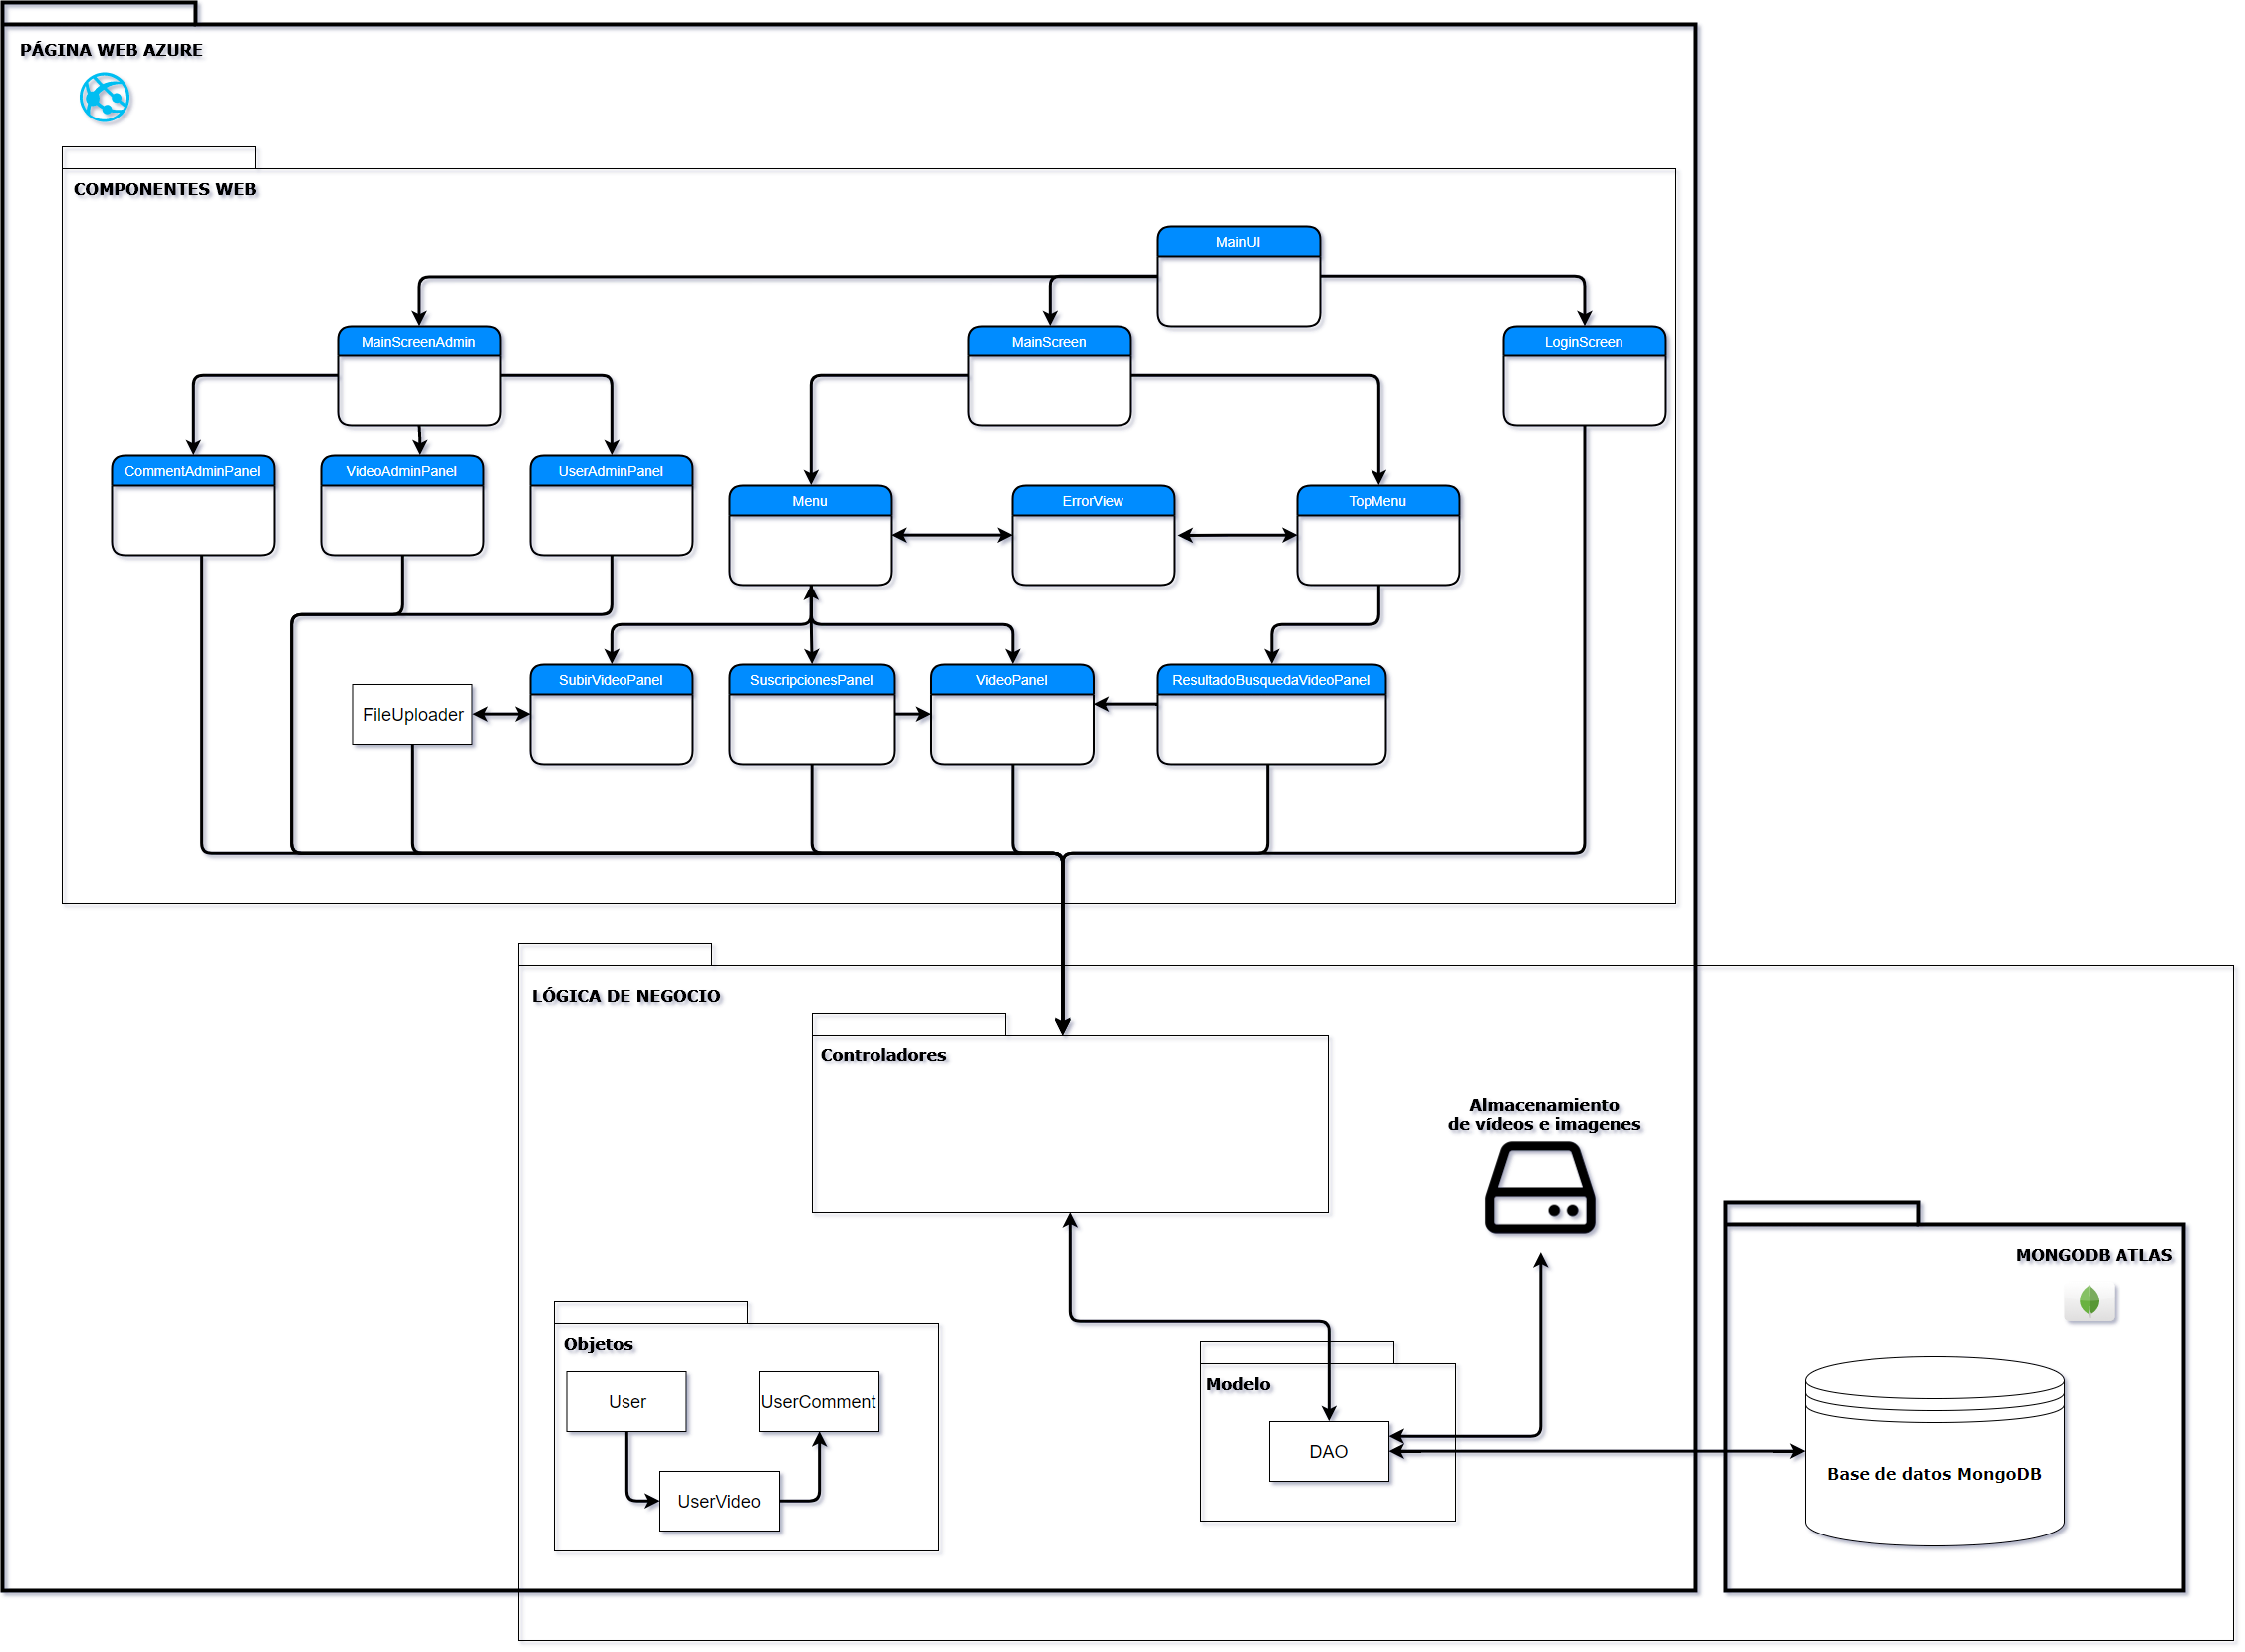 PÁGINA WEB AZURE
COMPONENTES WEB
MainUI
MainScreenAdmin
MainScreen
LoginScreen
CommentAdminPanel
VideoAdminPanel
UserAdminPanel
Menu
ErrorView
TopMenu
SubirVideoPanel
SuscripcionesPanel
VideoPanel
ResultadoBusquedaVideoPanel
FileUploader
LÓGICA DE NEGOCIO
Controladores
Almacenamiento
de vídeos e imagenes
MONGODB ATLAS
Objetos
Modelo
User
UserComment
DAO
Base de datos MongoDB
UserVideo